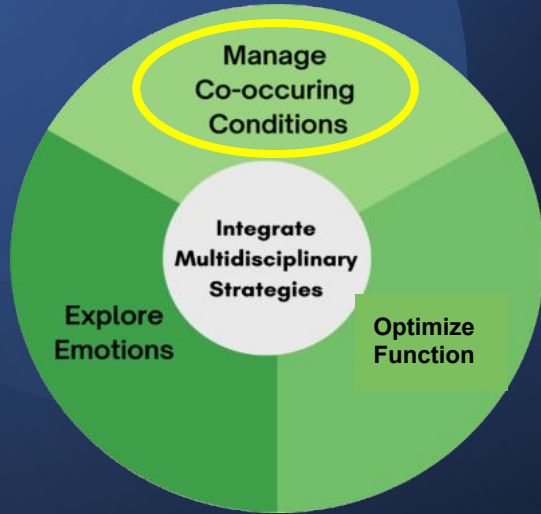 Manage
Co-occuring
Conditions
Integrate
Multidisciplinary
Strategies
Explore
Emotions
Optimize
Function